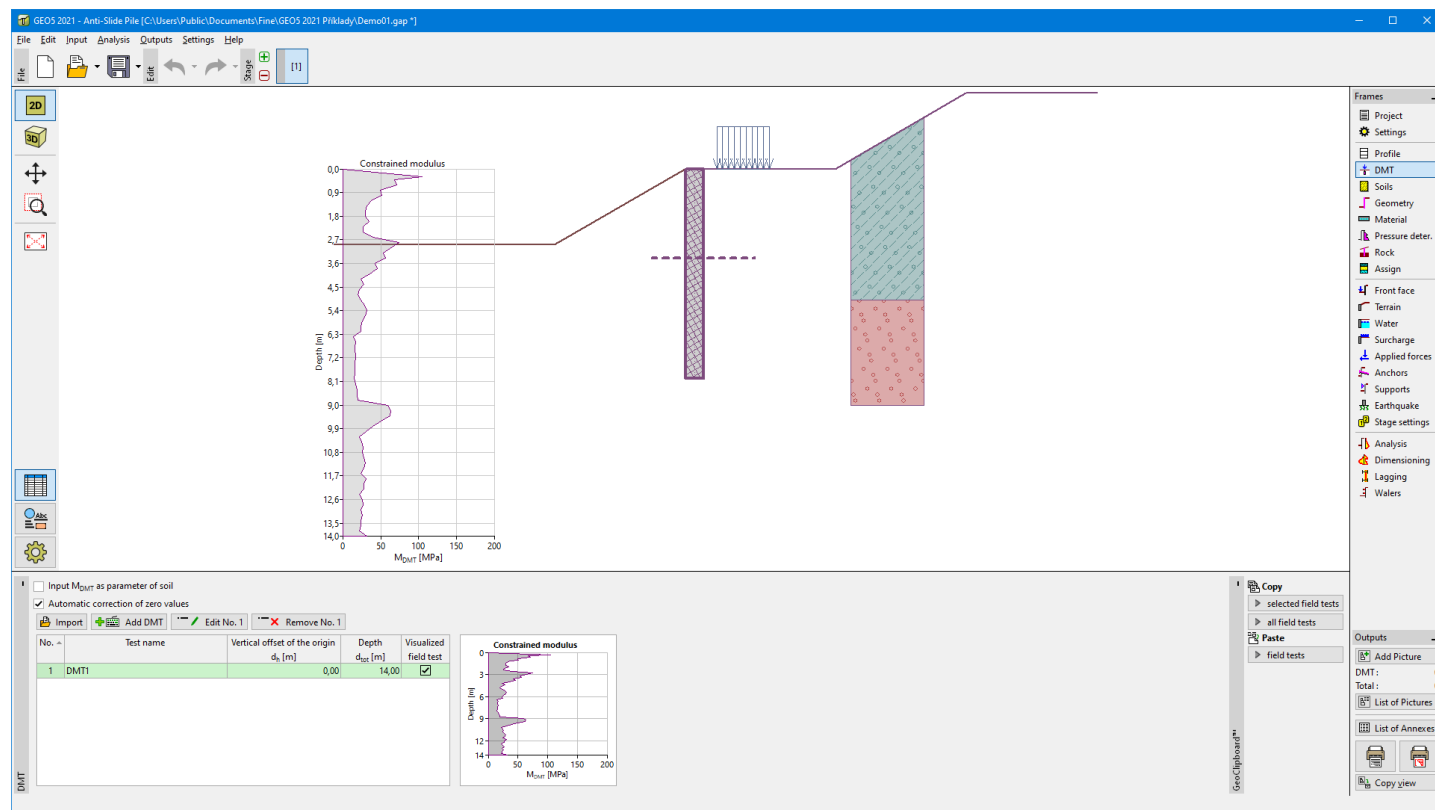 GEO5 2021 - Anti-Slide Pile [C:\Users\Public\Documents\Fine\GEO5 2021 Příklady\Demo01.gap *]
File Edit Input Analysis Outputs Settings Help
File
Edit
Stage
[1]
2D
3D
Abc
Constrained modulus
0,0
0,9
1,8
2,7
3,6
4,5
5,4
6,3
7,2
8,1
9,0
9,9
10,8
11,7
12,6
13,5
14,0
Depth [m]
0 50 100 150 200
MDMT [MPa]
Frames
Project
Settings
Profile
DMT
Soils
Geometry
Material
Pressure deter.
Rock
Assign
Front face
Terrain
Water
Surcharge
Applied forces
Anchors
Supports
Earthquake
Stage settings
Analysis
Dimensioning
Lagging
Walers
DMT
Input MDMT as parameter of soil
Automatic correction of zero values
Import Add DMT Edit No. 1 Remove No. 1
No. Test name Vertical offset of the origin Depth Visualized
dh [m] dtot [m] field test
1 DMT1 0,00 14,00
Constrained modulus
0
3
6
9
12
14
Depth [m]
0 50 100 150 200
MDMT [MPa]
GeoClipboard™
Copy
selected field tests
all field tests
Paste
field tests
Outputs
Add Picture
DMT :
Total :
List of Pictures
List of Annexes
Copy view